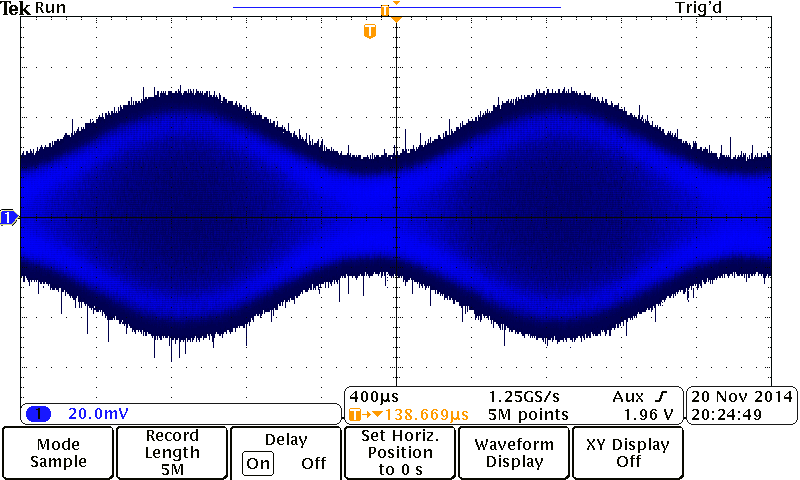 Tek Run Trig'd
T
T
1
1 20.0mV
400µs 1.25GS/s Aux
T 138.669µs 5M points 1.96 V
20 Nov 2014
20:24:49
Mode
Sample
Record
Length
5M
Delay
On Off
Set Horiz.
Position
to 0 s
Waveform
Display
XY Display
Off